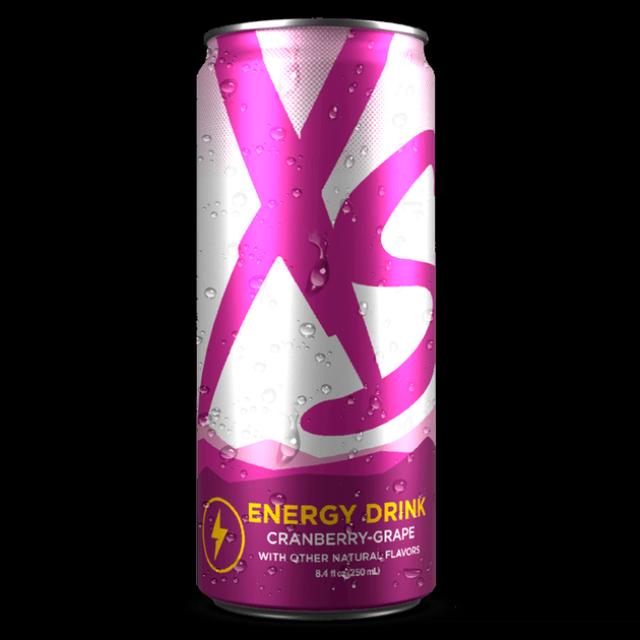 XS
ENERGY DRINK
CRANBERRY-GRAPE
WITH OTHER NATURAL FLAVORS
8.4 fl oz (250 mL)